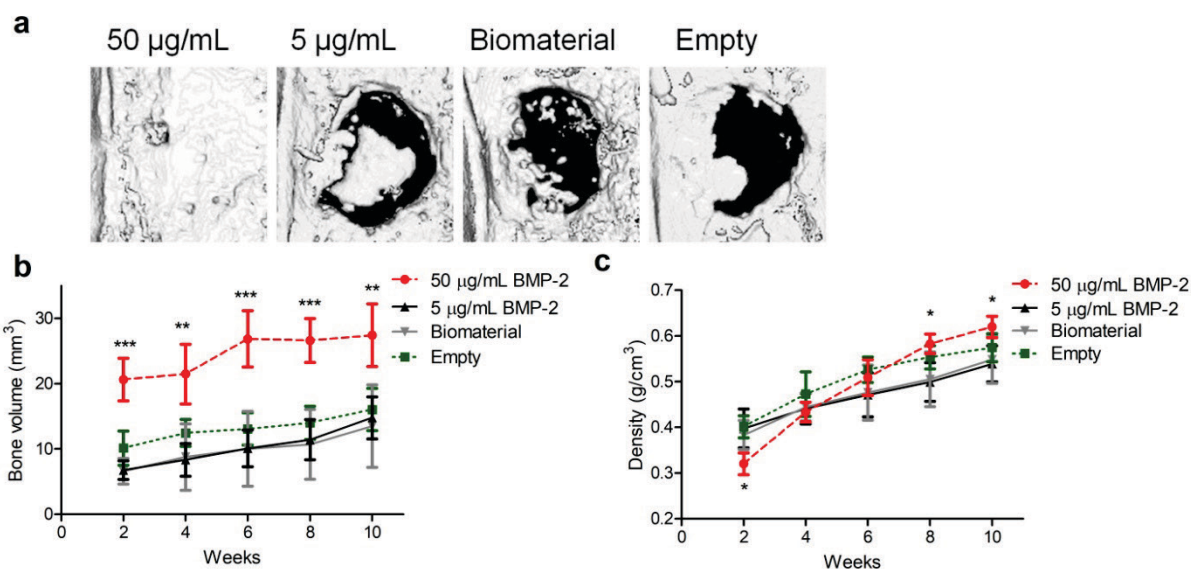 a
50 µg/mL 5 µg/mL Biomaterial Empty
b
Bone volume (mm³)
30
20
10
0
*** ** *** *** **
0 2 4 6 8 10
Weeks
50 µg/mL BMP-2
5 µg/mL BMP-2
Biomaterial
Empty
c
Density (g/cm³)
0.7
0.6
0.5
0.4
0.3
0.2
* * *
0 2 4 6 8 10
Weeks
50 µg/mL BMP-2
5 µg/mL BMP-2
Biomaterial
Empty